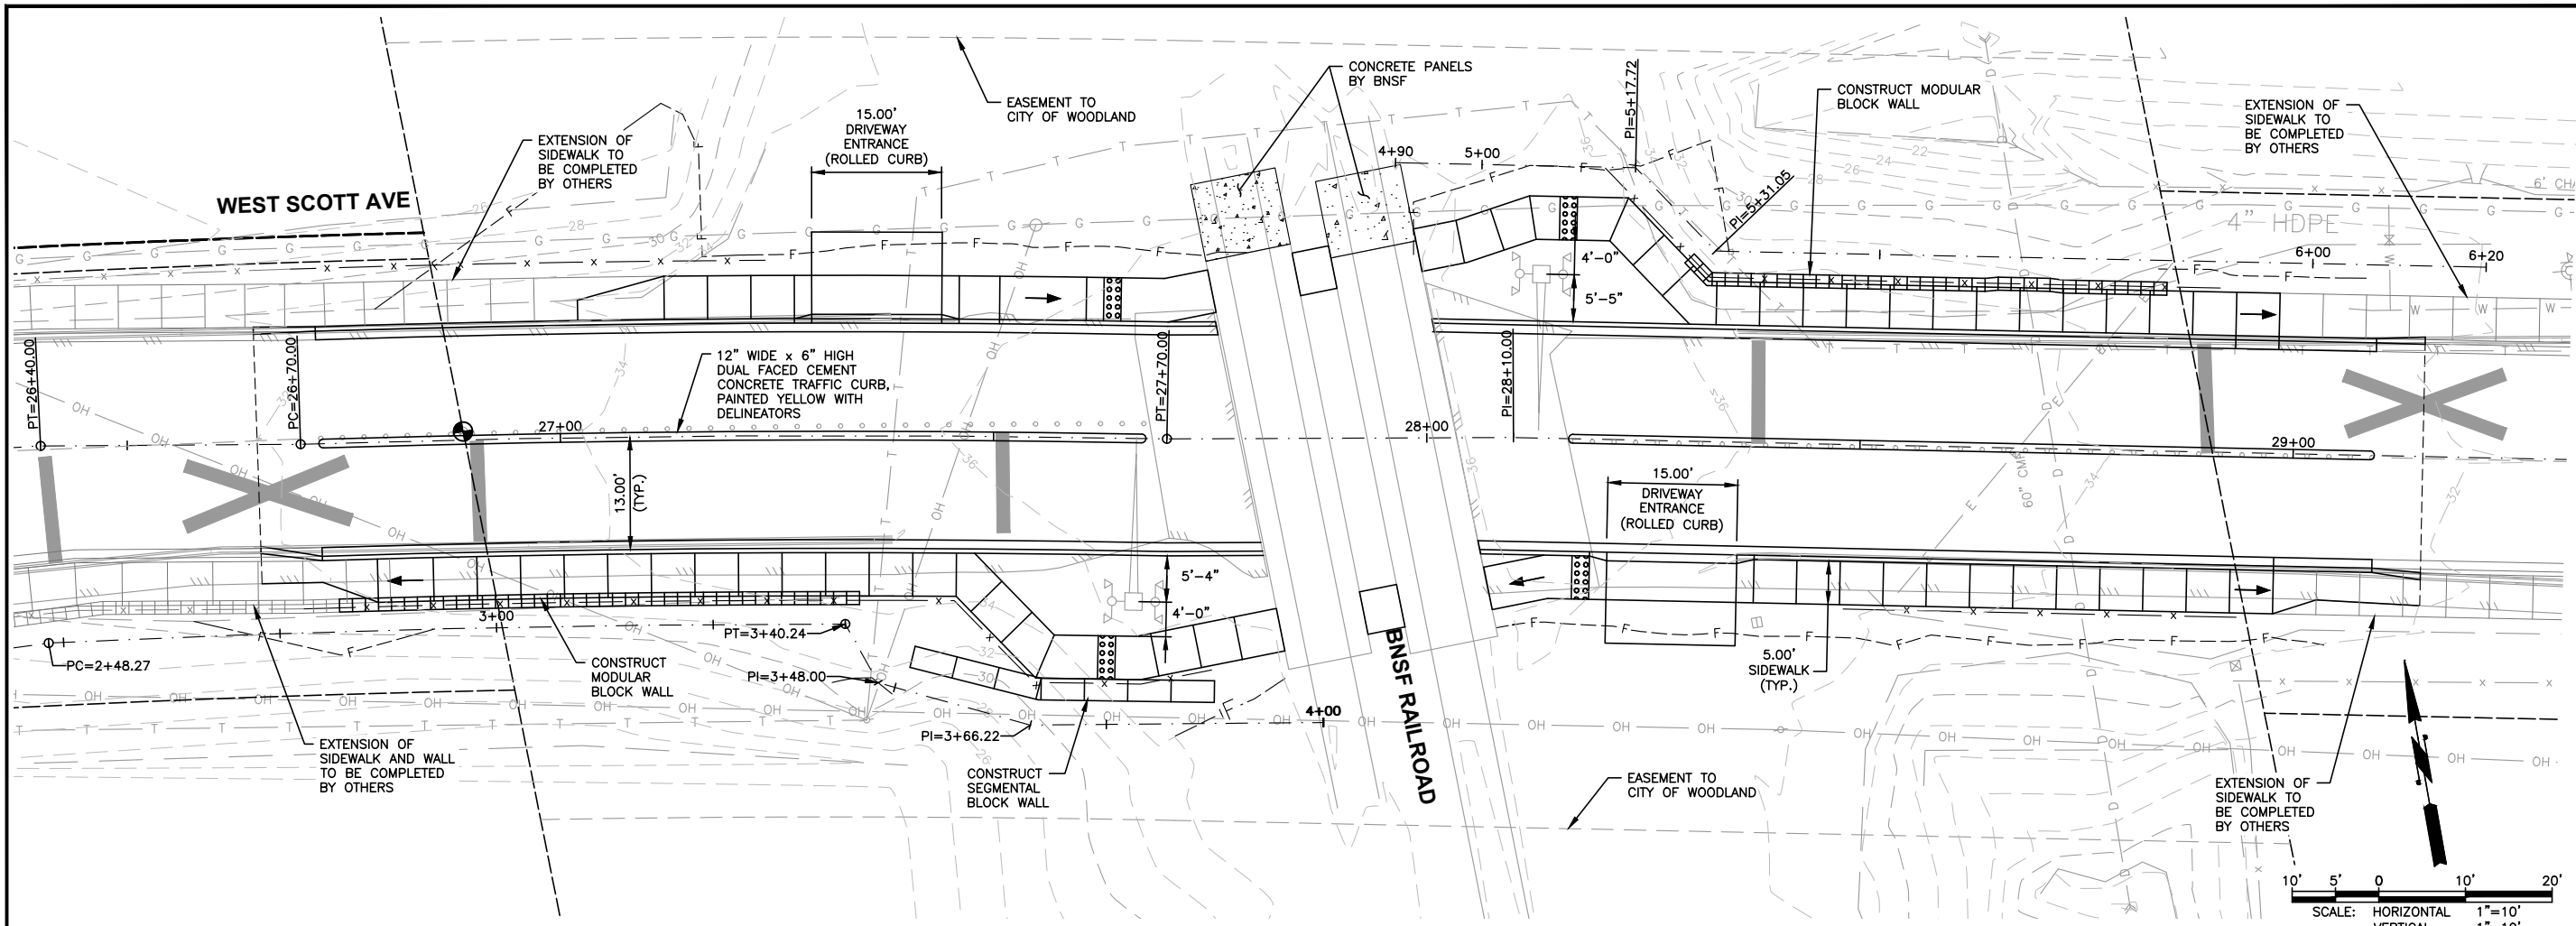 CONCRETE PANELS
BY BNSF
PI=5+17.72
CONSTRUCT MODULAR
BLOCK WALL
EASEMENT TO
CITY OF WOODLAND
15.00'
DRIVEWAY
ENTRANCE
(ROLLED CURB)
EXTENSION OF
SIDEWALK TO
BE COMPLETED
BY OTHERS
EXTENSION OF
SIDEWALK TO
BE COMPLETED
BY OTHERS
4+90
5+00
WEST SCOTT AVE
PI=5+31.05
6' CH
4" HDPE
6+00
6+20
4'-0"
5'-5"
PT=26+40.00
PC=26+70.00
12" WIDE x 6" HIGH
DUAL FACED CEMENT
CONCRETE TRAFFIC CURB,
PAINTED YELLOW WITH
DELINEATORS
PT=27+70.00
PI=28+10.00
27+00
28+00
29+00
13.00'
(TYP.)
60" CMP
15.00'
DRIVEWAY
ENTRANCE
(ROLLED CURB)
5'-4"
4'-0"
3+00
PT=3+40.24
PC=2+48.27
CONSTRUCT
MODULAR
BLOCK WALL
PI=3+48.00
5.00'
SIDEWALK
(TYP.)
BNSF RAILROAD
4+00
PI=3+66.22
EXTENSION OF
SIDEWALK AND WALL
TO BE COMPLETED
BY OTHERS
CONSTRUCT
SEGMENTAL
BLOCK WALL
EASEMENT TO
CITY OF WOODLAND
EXTENSION OF
SIDEWALK TO
BE COMPLETED
BY OTHERS
10' 5' 0 10' 20'
SCALE: HORIZONTAL 1"=10'
VERTICAL 1"=10'